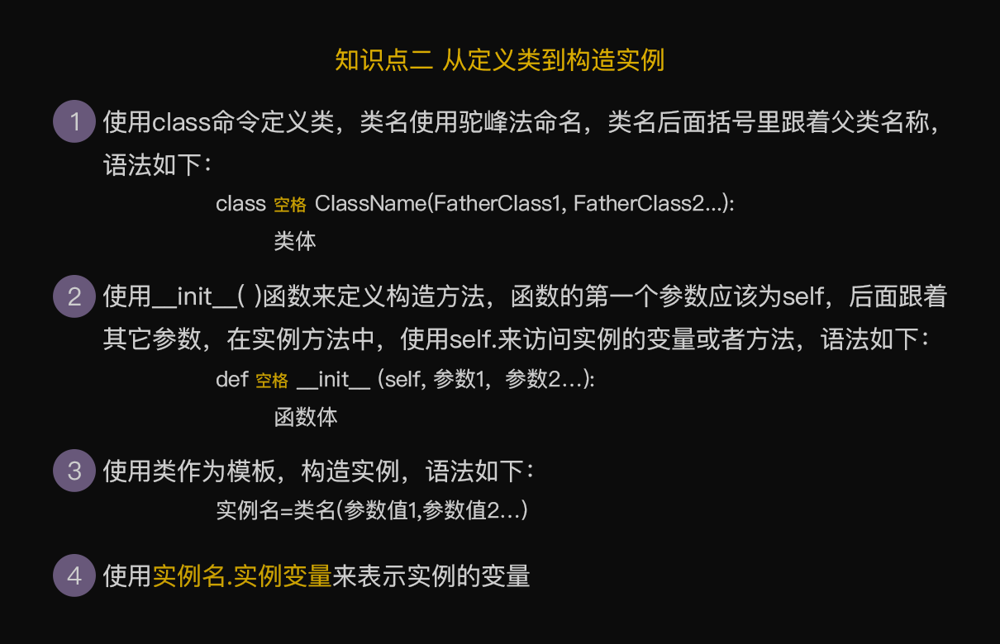 知识点二 从定义类到构造实例
1 使用class命令定义类，类名使用驼峰法命名，类名后面括号里跟着父类名称，
语法如下：
class 空格 ClassName(FatherClass1, FatherClass2...):
类体
2 使用__init__( )函数来定义构造方法，函数的第一个参数应该为self，后面跟着
其它参数，在实例方法中，使用self.来访问实例的变量或者方法，语法如下：
def 空格 __init__ (self, 参数1，参数2…):
函数体
3 使用类作为模板，构造实例，语法如下：
实例名=类名(参数值1,参数值2…)
4 使用实例名.实例变量来表示实例的变量